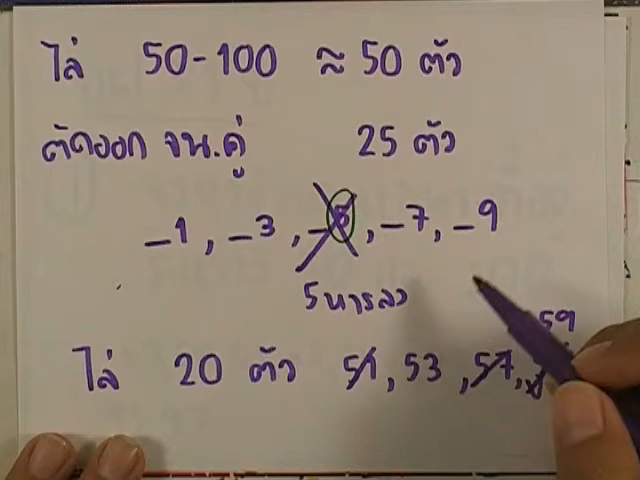 ไล่ 50-100 ≈ 50 ตัว
ตัดออก จน.คู่ 25 ตัว
_1, _3, _5, _7, _9
5หารลง
59
ไล่ 20 ตัว 51, 53, 57,